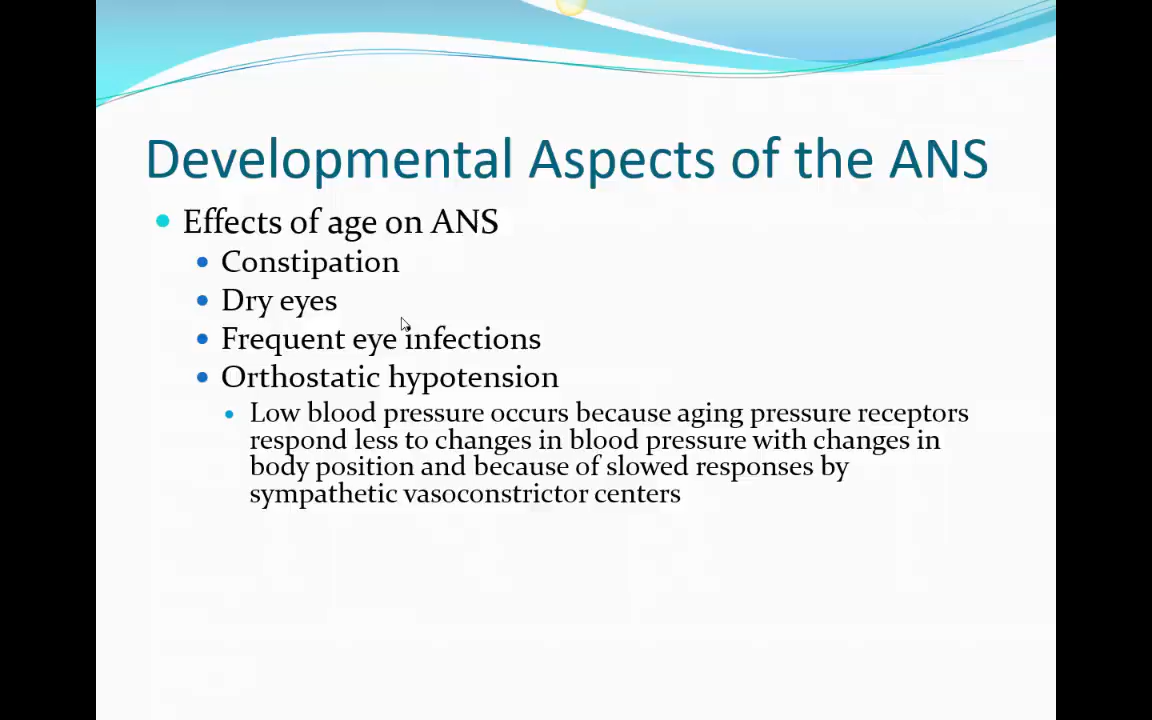 Developmental Aspects of the ANS
Effects of age on ANS
Constipation
Dry eyes
Frequent eye infections
Orthostatic hypotension
Low blood pressure occurs because aging pressure receptors
respond less to changes in blood pressure with changes in
body position and because of slowed responses by
sympathetic vasoconstrictor centers